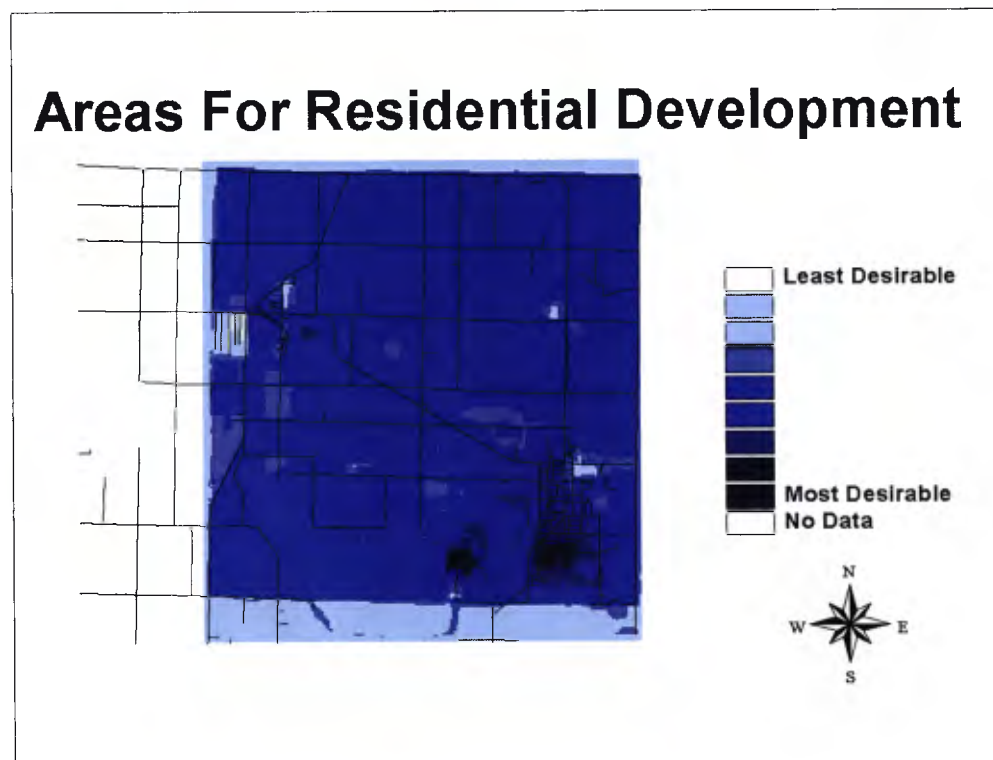 Areas For Residential Development
Least Desirable
Most Desirable
No Data
N
W E
S